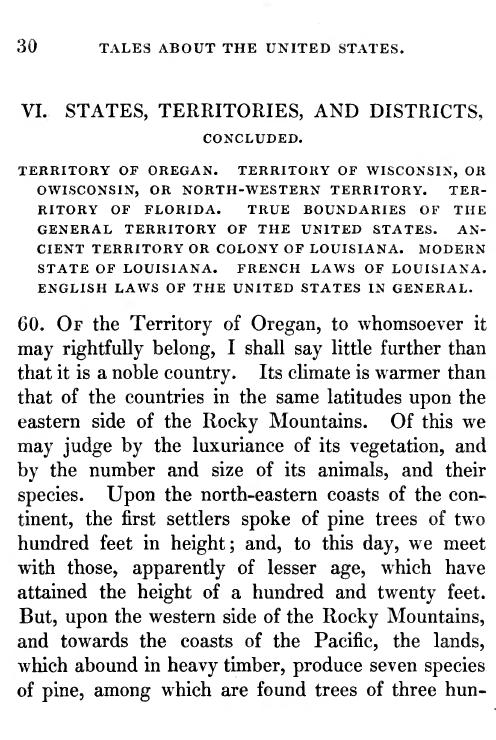 30 TALES ABOUT THE UNITED STATES.
VI. STATES, TERRITORIES, AND DISTRICTS,
CONCLUDED.
TERRITORY OF OREGAN. TERRITORY OF WISCONSIN, OR
OWISCONSIN, OR NORTH-WESTERN TERRITORY. TER-
RITORY OF FLORIDA. TRUE BOUNDARIES OF THE
GENERAL TERRITORY OF THE UNITED STATES. AN-
CIENT TERRITORY OR COLONY OF LOUISIANA. MODERN
STATE OF LOUISIANA. FRENCH LAWS OF LOUISIANA.
ENGLISH LAWS OF THE UNITED STATES IN GENERAL.
60. OF the Territory of Oregan, to whomsoever it
may rightfully belong, I shall say little further than
that it is a noble country. Its climate is warmer than
that of the countries in the same latitudes upon the
eastern side of the Rocky Mountains. Of this we
may judge by the luxuriance of its vegetation, and
by the number and size of its animals, and their
species. Upon the north-eastern coasts of the con-
tinent, the first settlers spoke of pine trees of two
hundred feet in height; and, to this day, we meet
with those, apparently of lesser age, which have
attained the height of a hundred and twenty feet.
But, upon the western side of the Rocky Mountains,
and towards the coasts of the Pacific, the lands,
which abound in heavy timber, produce seven species
of pine, among which are found trees of three hun-